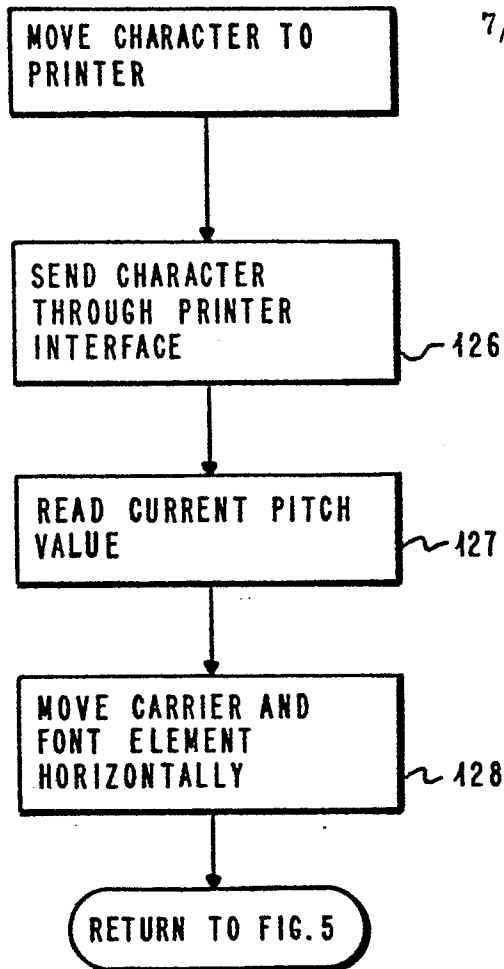 MOVE CHARACTER TO
PRINTER
7/
SEND CHARACTER
THROUGH PRINTER
INTERFACE
126
READ CURRENT PITCH
VALUE
127
MOVE CARRIER AND
FONT ELEMENT
HORIZONTALLY
128
RETURN TO FIG.5